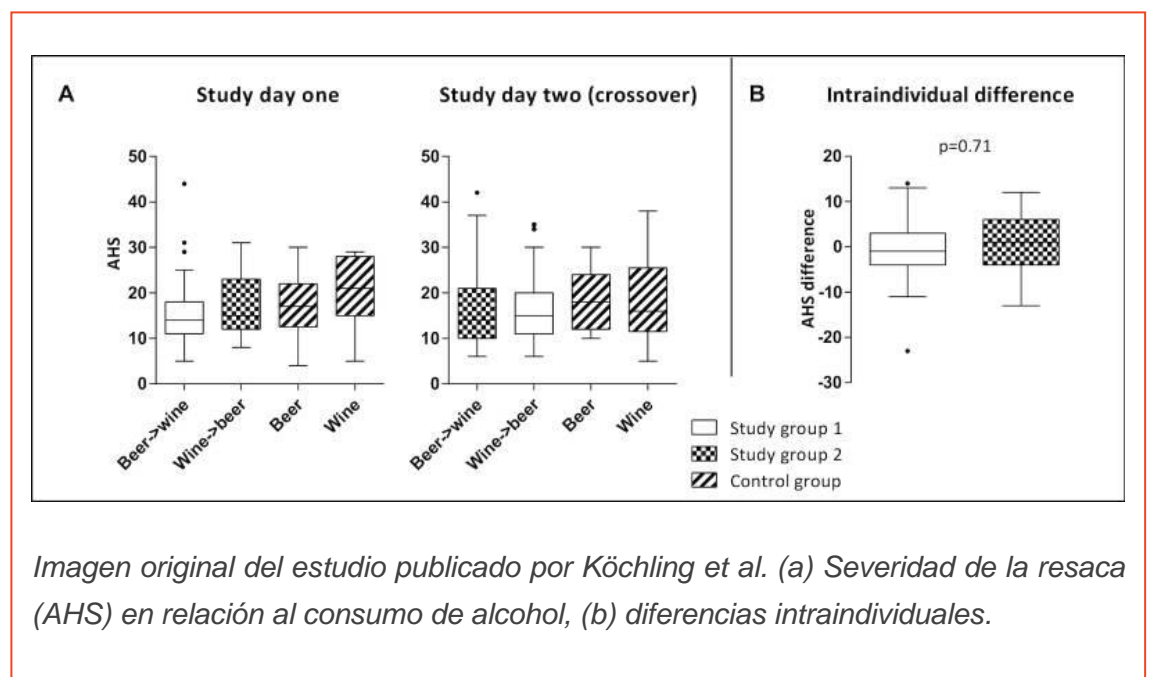 A
Study day one
Study day two (crossover)
B
Intraindividual difference
AHS
50
40
30
20
10
0
Beer->wine
Wine->beer
Beer
Wine
50
40
30
20
10
0
Beer->wine
Wine->beer
Beer
Wine
p=0.71
AHS difference
20
10
0
-10
-20
-30
Study group 1
Study group 2
Control group
Imagen original del estudio publicado por Köchling et al. (a) Severidad de la resaca
(AHS) en relación al consumo de alcohol, (b) diferencias intraindividuales.